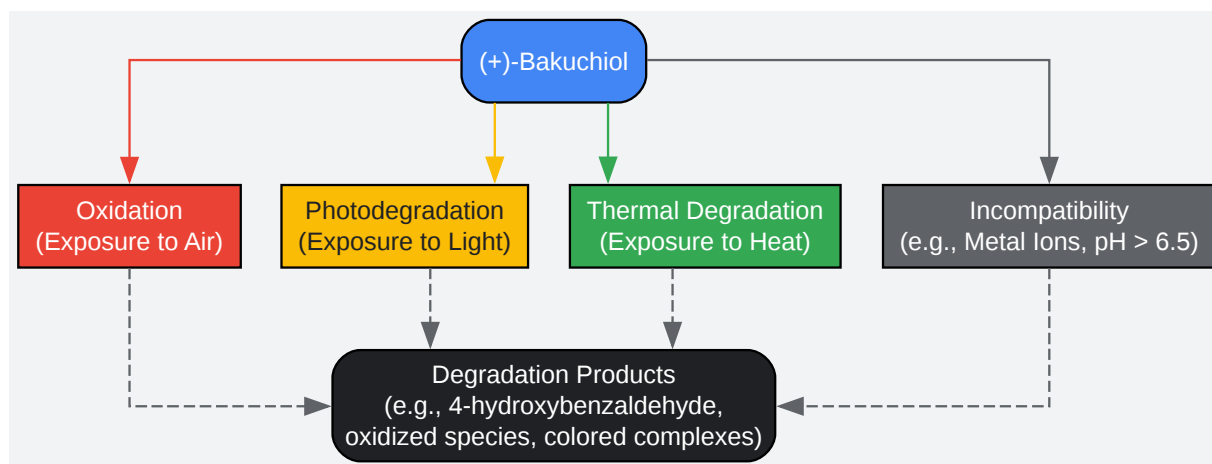 (+)-Bakuchiol
Oxidation
(Exposure to Air)
Photodegradation
(Exposure to Light)
Thermal Degradation
(Exposure to Heat)
Incompatibility
(e.g., Metal Ions, pH > 6.5)
Degradation Products
(e.g., 4-hydroxybenzaldehyde,
oxidized species, colored complexes)